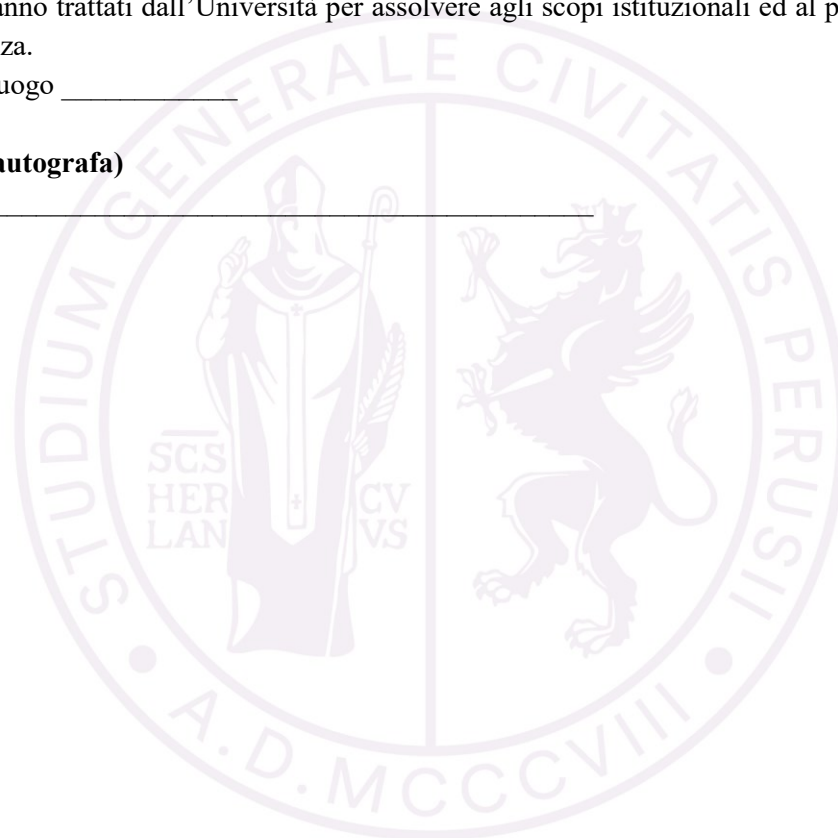 anno trattati dall'Università per assolvere agli scopi istituzionali ed al p
za.
uogo ____________
autografa)
STUDIUM GENERALE CIVITATIS PERUSII
SCS
HER
LAN
CV
VS
A.D. MCCCVIII